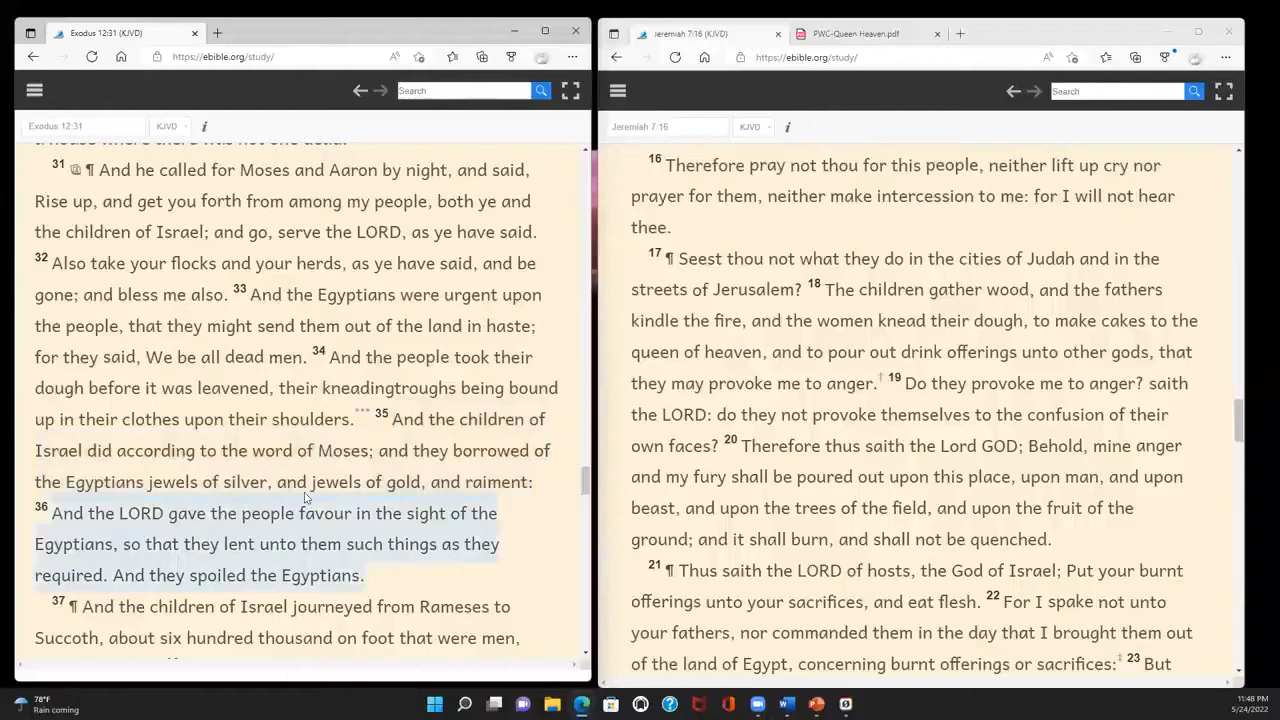 Exodus 12:31 (KJVD)
https://ebible.org/study/
Search
Exodus 12:31
KJVD
i
a house where there was not one dead.
31 ¶ And he called for Moses and Aaron by night, and said,
Rise up, and get you forth from among my people, both ye and
the children of Israel; and go, serve the LORD, as ye have said.
32 Also take your flocks and your herds, as ye have said, and be
gone; and bless me also. 33 And the Egyptians were urgent upon
the people, that they might send them out of the land in haste;
for they said, We be all dead men. 34 And the people took their
dough before it was leavened, their kneadingtroughs being bound
up in their clothes upon their shoulders. *** 35 And the children of
Israel did according to the word of Moses; and they borrowed of
the Egyptians jewels of silver, and jewels of gold, and raiment:
36 And the LORD gave the people favour in the sight of the
Egyptians, so that they lent unto them such things as they
required. And they spoiled the Egyptians.
37 ¶ And the children of Israel journeyed from Rameses to
Succoth, about six hundred thousand on foot that were men,
Jeremiah 7:16 (KJVD)
PWC-Queen Heaven.pdf
https://ebible.org/study/
Search
Jeremiah 7:16
KJVD
i
16 Therefore pray not thou for this people, neither lift up cry nor
prayer for them, neither make intercession to me: for I will not hear
thee.
17 ¶ Seest thou not what they do in the cities of Judah and in the
streets of Jerusalem? 18 The children gather wood, and the fathers
kindle the fire, and the women knead their dough, to make cakes to the
queen of heaven, and to pour out drink offerings unto other gods, that
they may provoke me to anger.† 19 Do they provoke me to anger? saith
the LORD: do they not provoke themselves to the confusion of their
own faces? 20 Therefore thus saith the Lord GOD; Behold, mine anger
and my fury shall be poured out upon this place, upon man, and upon
beast, and upon the trees of the field, and upon the fruit of the
ground; and it shall burn, and shall not be quenched.
21 ¶ Thus saith the LORD of hosts, the God of Israel; Put your burnt
offerings unto your sacrifices, and eat flesh. 22 For I spake not unto
your fathers, nor commanded them in the day that I brought them out
of the land of Egypt, concerning burnt offerings or sacrifices:‡ 23 But
78°F
Rain coming
11:48 PM
5/24/2022